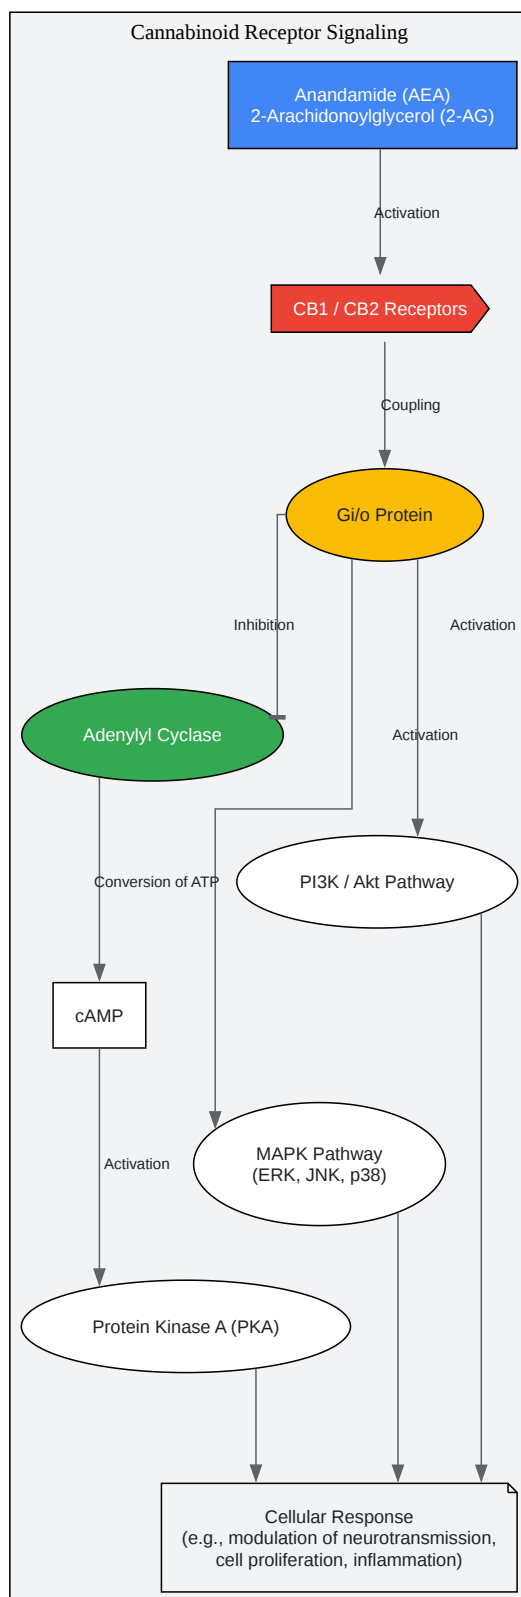 Cannabinoid Receptor Signaling
Anandamide (AEA)
2-Arachidonoylglycerol (2-AG)
Activation
CB1 / CB2 Receptors
Coupling
Gi/o Protein
Inhibition
Activation
Adenylyl Cyclase
Activation
Conversion of ATP
PI3K / Akt Pathway
cAMP
MAPK Pathway
(ERK, JNK, p38)
Activation
Protein Kinase A (PKA)
Cellular Response
(e.g., modulation of neurotransmission,
cell proliferation, inflammation)